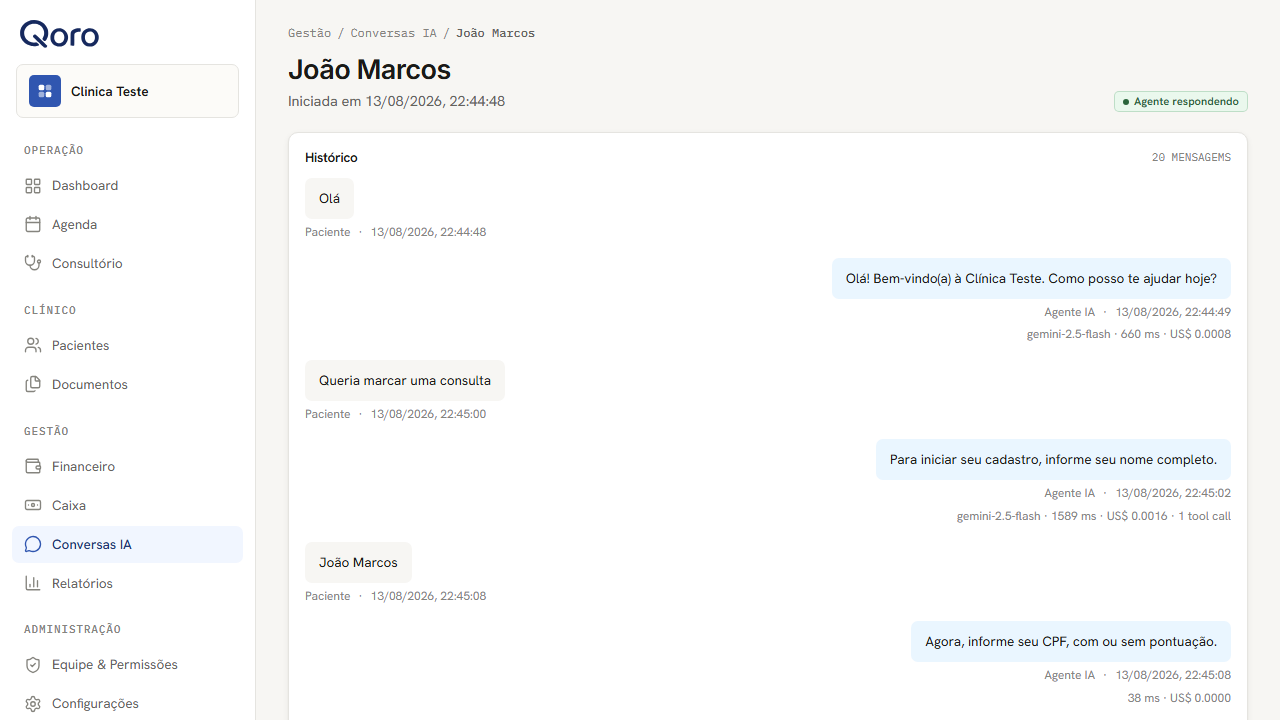 Qoro
Clinica Teste
OPERAÇÃO
Dashboard
Agenda
Consultório
CLÍNICO
Pacientes
Documentos
GESTÃO
Financeiro
Caixa
Conversas IA
Relatórios
ADMINISTRAÇÃO
Equipe & Permissões
Configurações
Gestão / Conversas IA / João Marcos
João Marcos
Iniciada em 13/08/2026, 22:44:48
Agente respondendo
Histórico
20 MENSAGEMS
Olá
Paciente · 13/08/2026, 22:44:48
Olá! Bem-vindo(a) à Clínica Teste. Como posso te ajudar hoje?
Agente IA · 13/08/2026, 22:44:49
gemini-2.5-flash · 660 ms · US$ 0.0008
Queria marcar uma consulta
Paciente · 13/08/2026, 22:45:00
Para iniciar seu cadastro, informe seu nome completo.
Agente IA · 13/08/2026, 22:45:02
gemini-2.5-flash · 1589 ms · US$ 0.0016 · 1 tool call
João Marcos
Paciente · 13/08/2026, 22:45:08
Agora, informe seu CPF, com ou sem pontuação.
Agente IA · 13/08/2026, 22:45:08
38 ms · US$ 0.0000